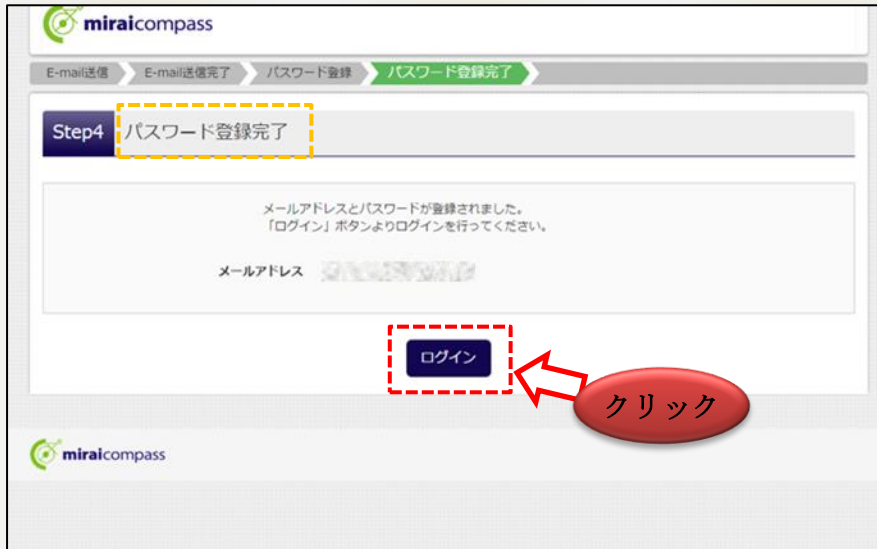 miraicompass
E-mail送信 E-mail送信完了 パスワード登録 パスワード登録完了
Step4 パスワード登録完了
メールアドレスとパスワードが登録されました。
「ログイン」ボタンよりログインを行ってください。
メールアドレス
ログイン
クリック
miraicompass